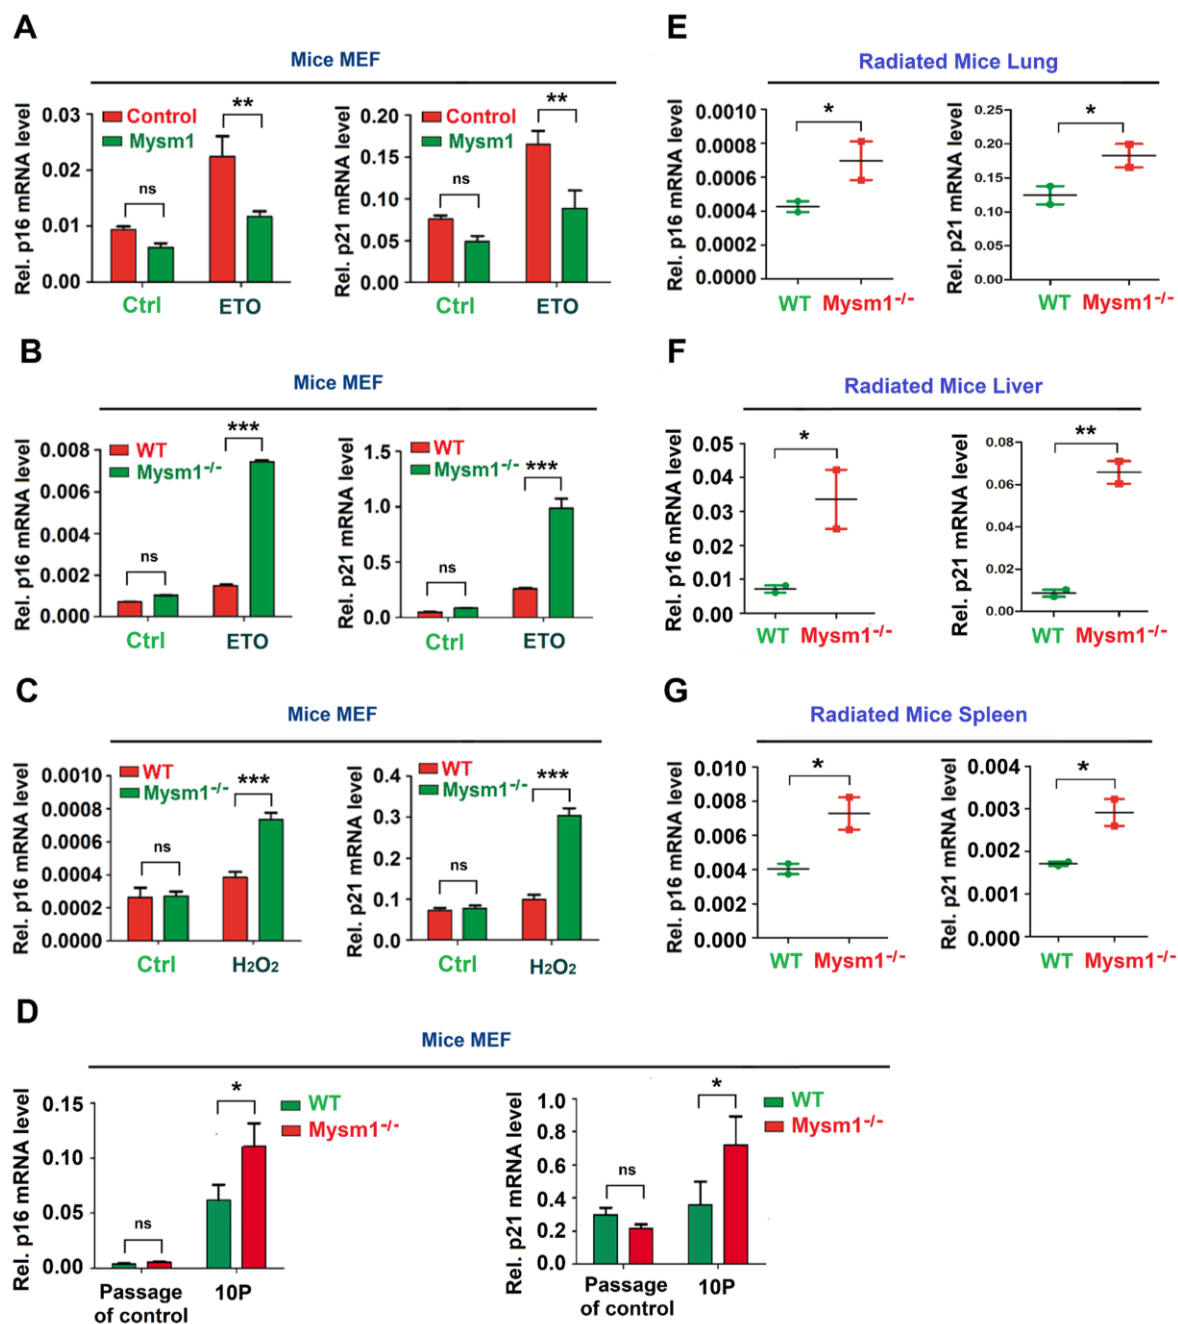 A
Mice MEF
Rel. p16 mRNA level
0.03
0.02
0.01
0.00
Control
Mysm1
ns
**
Ctrl
ETO
Rel. p21 mRNA level
0.20
0.15
0.10
0.05
0.00
Control
Mysm1
ns
**
Ctrl
ETO
E
Radiated Mice Lung
Rel. p16 mRNA level
0.0010
0.0008
0.0006
0.0004
0.0002
0.0000
*
WT
Mysm1-/-
Rel. p21 mRNA level
0.25
0.20
0.15
0.10
0.05
0.00
*
WT
Mysm1-/-
B
Mice MEF
Rel. p16 mRNA level
0.008
0.006
0.004
0.002
0.000
WT
Mysm1-/-
ns
***
Ctrl
ETO
Rel. p21 mRNA level
1.5
1.0
0.5
0.0
WT
Mysm1-/-
ns
***
Ctrl
ETO
F
Radiated Mice Liver
Rel. p16 mRNA level
0.05
0.04
0.03
0.02
0.01
0.00
*
WT
Mysm1-/-
Rel. p21 mRNA level
0.08
0.06
0.04
0.02
0.00
**
WT
Mysm1-/-
C
Mice MEF
Rel. p16 mRNA level
0.0010
0.0008
0.0006
0.0004
0.0002
0.0000
WT
Mysm1-/-
ns
***
Ctrl
H2O2
Rel. p21 mRNA level
0.4
0.3
0.2
0.1
0.0
WT
Mysm1-/-
ns
***
Ctrl
H2O2
G
Radiated Mice Spleen
Rel. p16 mRNA level
0.010
0.008
0.006
0.004
0.002
0.000
*
WT
Mysm1-/-
Rel. p21 mRNA level
0.004
0.003
0.002
0.001
0.000
*
WT
Mysm1-/-
D
Mice MEF
Rel. p16 mRNA level
0.15
0.10
0.05
0.00
ns
*
WT
Mysm1-/-
Passage
of control
10P
Rel. p21 mRNA level
1.0
0.8
0.6
0.4
0.2
0.0
ns
*
WT
Mysm1-/-
Passage
of control
10P